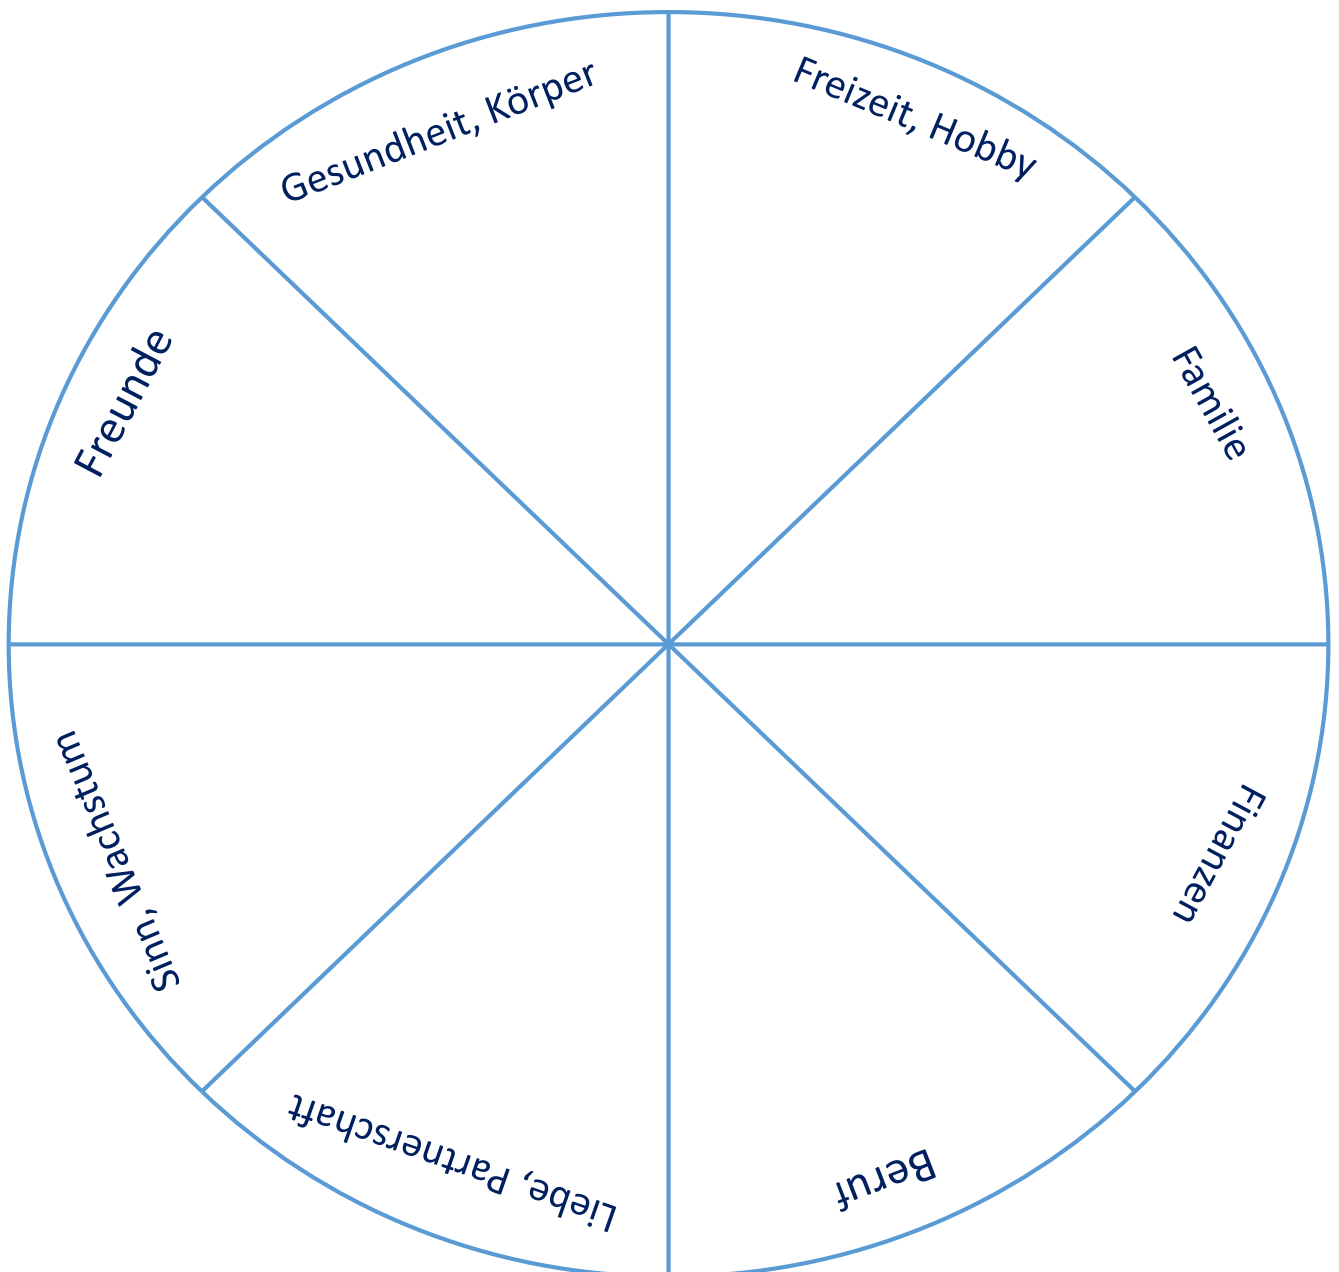 Freizeit, Hobby
Familie
Finanzen
Beruf
Liebe, Partnerschaft
Sinn, Wachstum
Freunde
Gesundheit, Körper